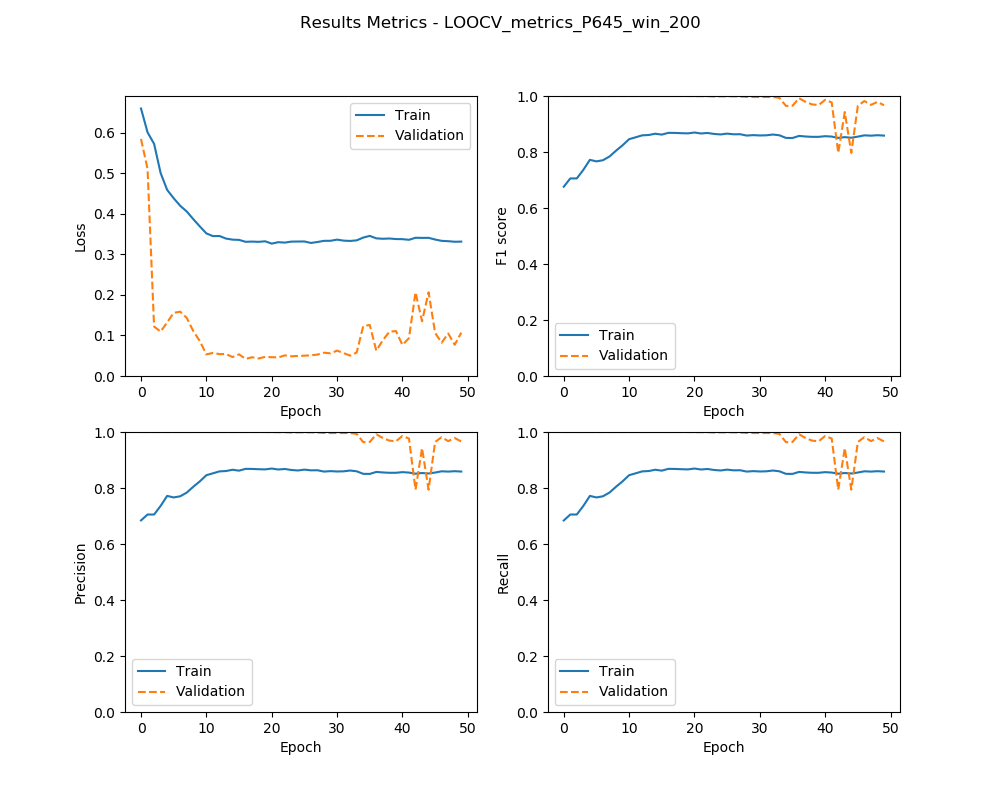 Results Metrics - LOOCV_metrics_P645_win_200
Loss
0.6
0.5
0.4
0.3
0.2
0.1
0.0
Train
Validation
0 10 20 30 40 50
Epoch
F1 score
1.0
0.8
0.6
0.4
0.2
0.0
Train
Validation
0 10 20 30 40 50
Epoch
Precision
1.0
0.8
0.6
0.4
0.2
0.0
Train
Validation
0 10 20 30 40 50
Epoch
Recall
1.0
0.8
0.6
0.4
0.2
0.0
Train
Validation
0 10 20 30 40 50
Epoch